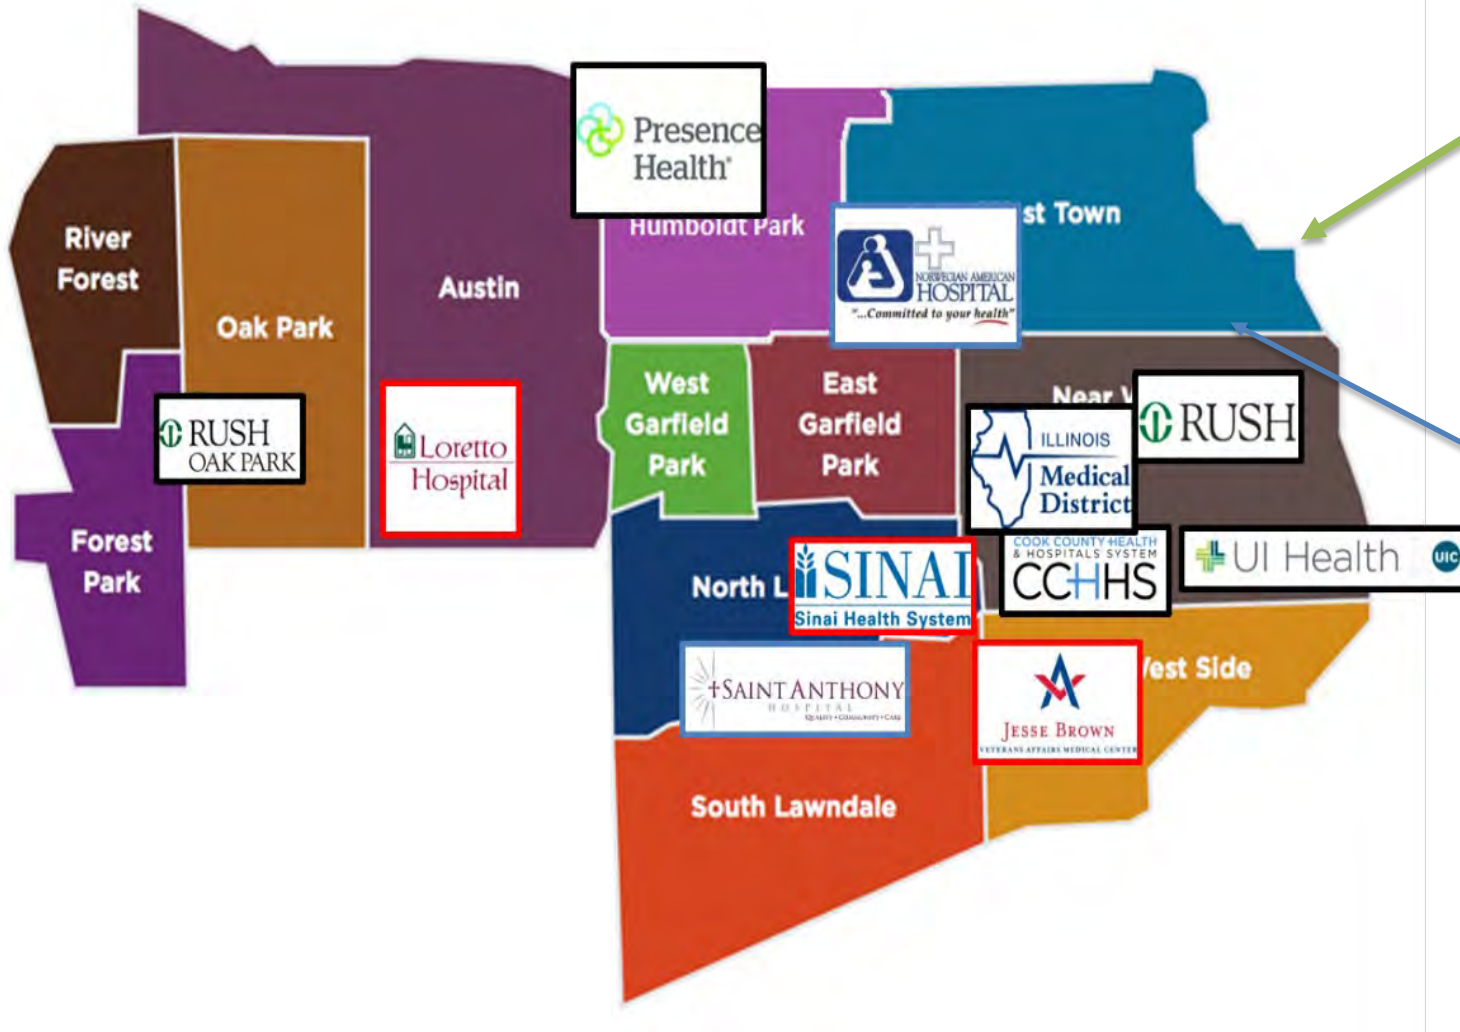 Presence
Health®
Humboldt Park
st Town
NORWEGIAN AMERICAN
HOSPITAL
"...Committed to your health"
River
Forest
Oak Park
Austin
West
Garfield
Park
East
Garfield
Park
Near
RUSH
ILLINOIS
Medical
District
RUSH
OAK PARK
Loretto
Hospital
Forest
Park
COOK COUNTY HEALTH
& HOSPITALS SYSTEM
CCHHS
UI Health
UIC
North L
SINAI
Sinai Health System
SAINT ANTHONY
HOSPITAL
QUALITY • COMMUNITY • CARE
est Side
JESSE BROWN
VETERANS AFFAIRS MEDICAL CENTER
South Lawndale